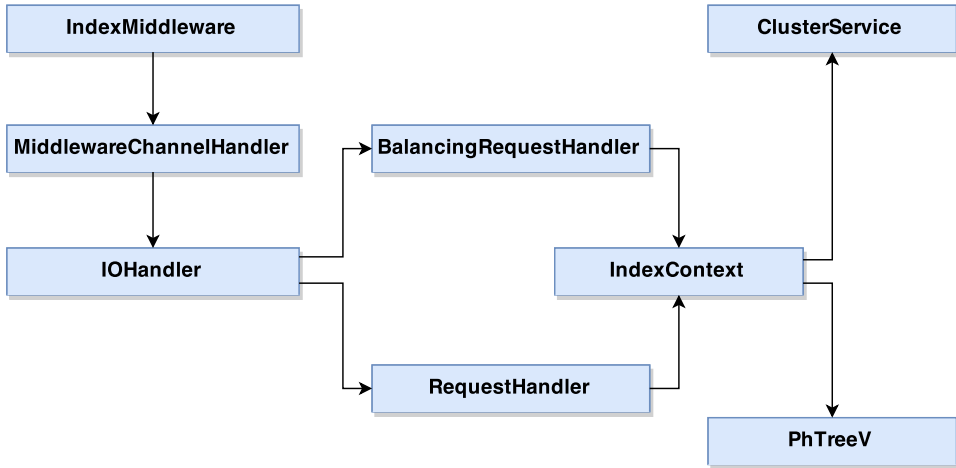 IndexMiddleware
ClusterService
MiddlewareChannelHandler
BalancingRequestHandler
IOHandler
IndexContext
RequestHandler
PhTreeV